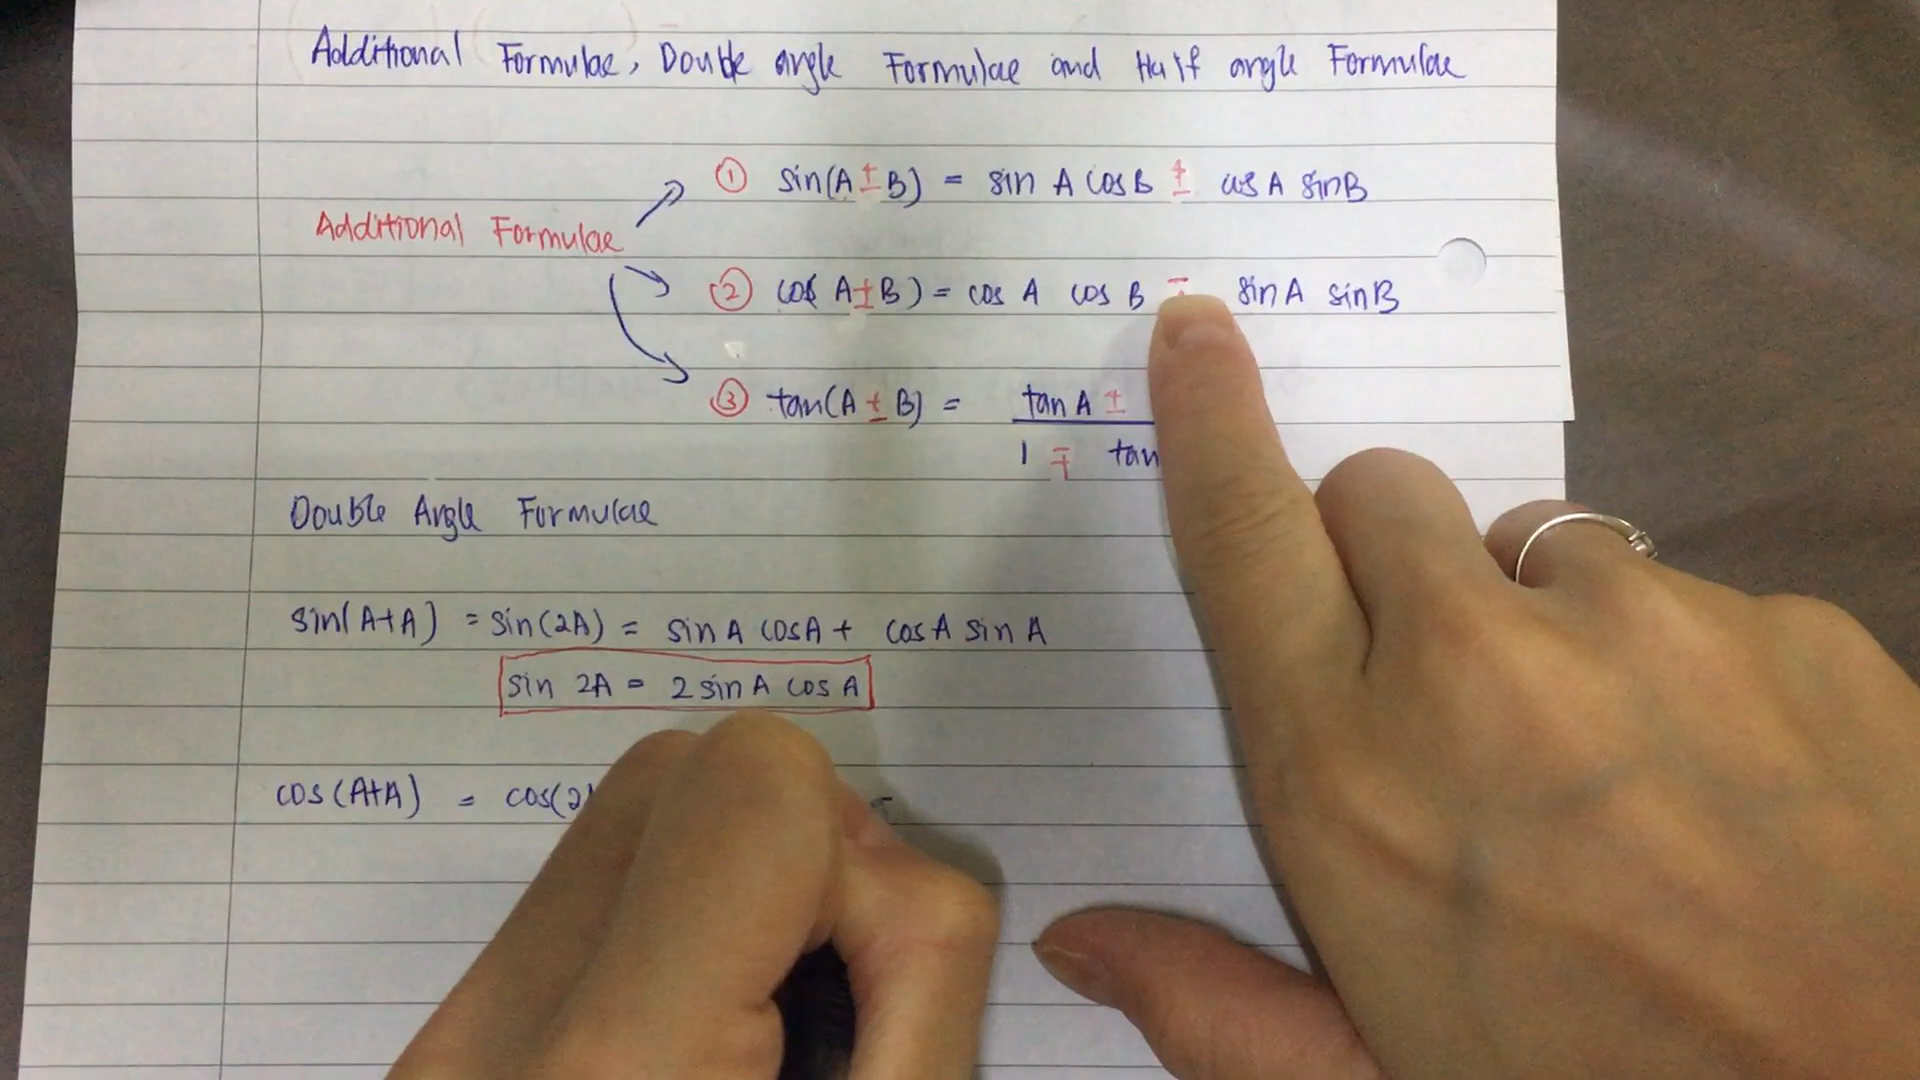 Additional Formulae, Double angle Formulae and Half angle Formulae
① sin(A ± B) = sin A cos B ± cos A sin B
Additional Formulae
② cos( A ± B ) = cos A cos B ∓ sin A sin B
③ tan(A ± B) = tan A ±
1 ∓ tan
Double Angle Formulae
sin(A+A) = sin(2A) = sin A cos A + cos A sin A
sin 2A = 2 sin A cos A
cos (A+A) = cos(2